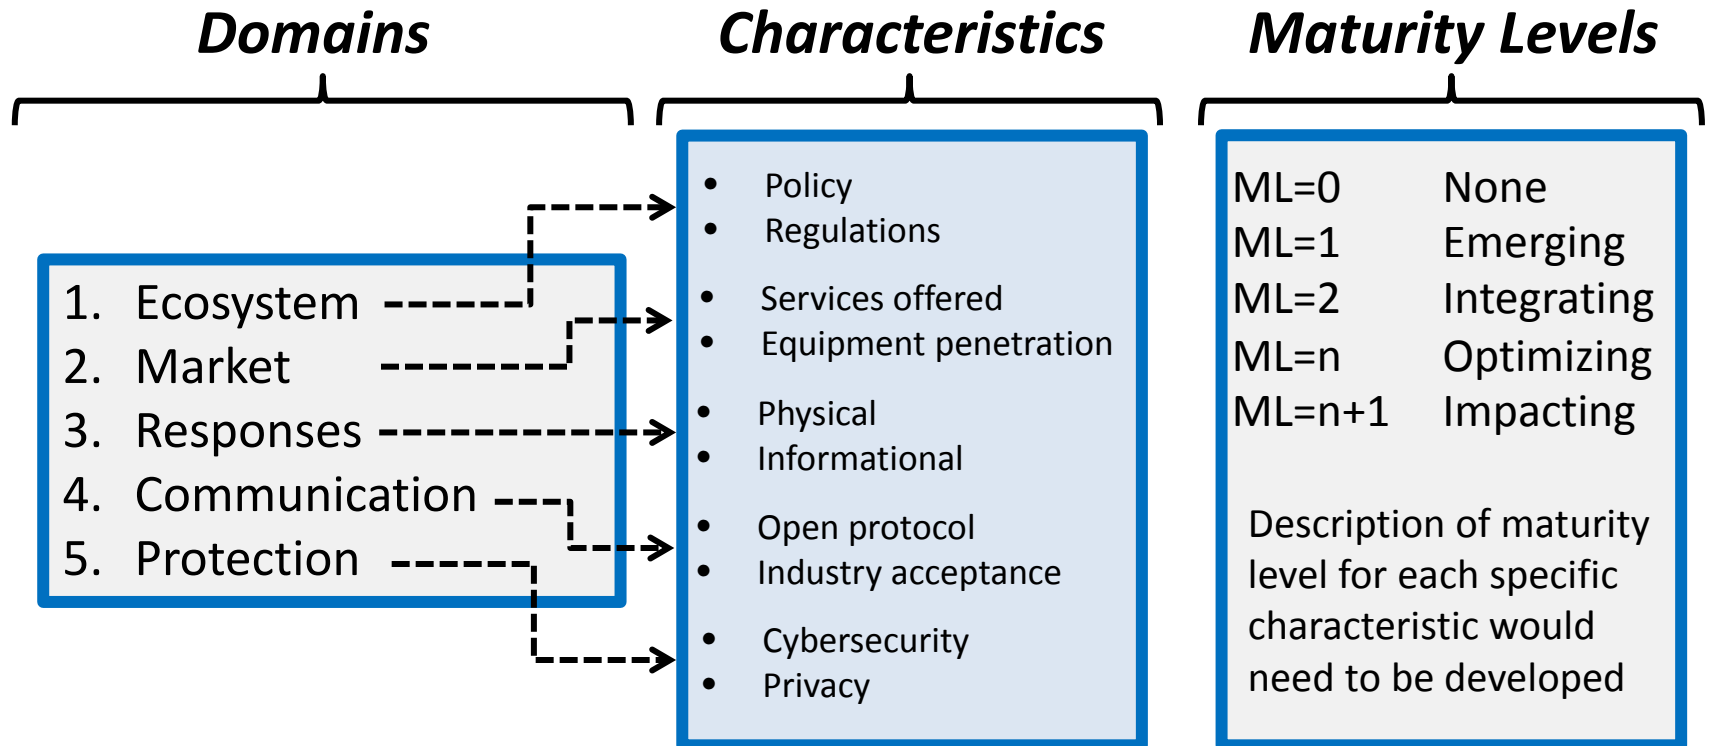 Domains
Characteristics
Maturity Levels
1. Ecosystem
2. Market
3. Responses
4. Communication
5. Protection
• Policy
• Regulations
• Services offered
• Equipment penetration
• Physical
• Informational
• Open protocol
• Industry acceptance
• Cybersecurity
• Privacy
ML=0 None
ML=1 Emerging
ML=2 Integrating
ML=n Optimizing
ML=n+1 Impacting
Description of maturity
level for each specific
characteristic would
need to be developed